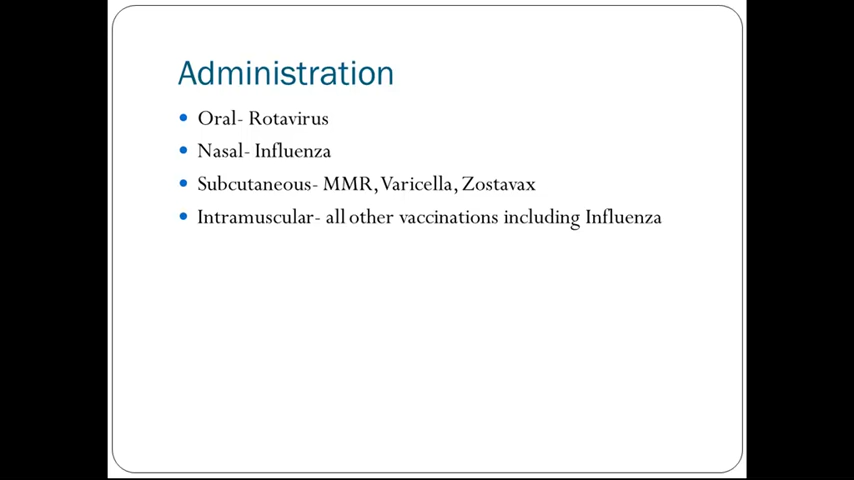 Administration
Oral- Rotavirus
Nasal- Influenza
Subcutaneous- MMR, Varicella, Zostavax
Intramuscular- all other vaccinations including Influenza